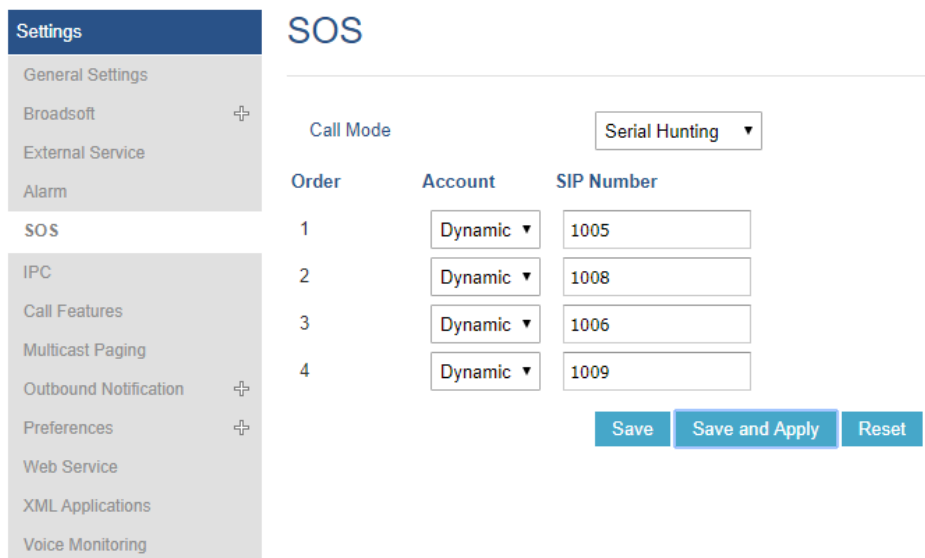 Settings
General Settings
Broadsoft
External Service
Alarm
SOS
IPC
Call Features
Multicast Paging
Outbound Notification
Preferences
Web Service
XML Applications
Voice Monitoring
SOS
Call Mode Serial Hunting
Order Account SIP Number
1 Dynamic 1005
2 Dynamic 1008
3 Dynamic 1006
4 Dynamic 1009
Save Save and Apply Reset